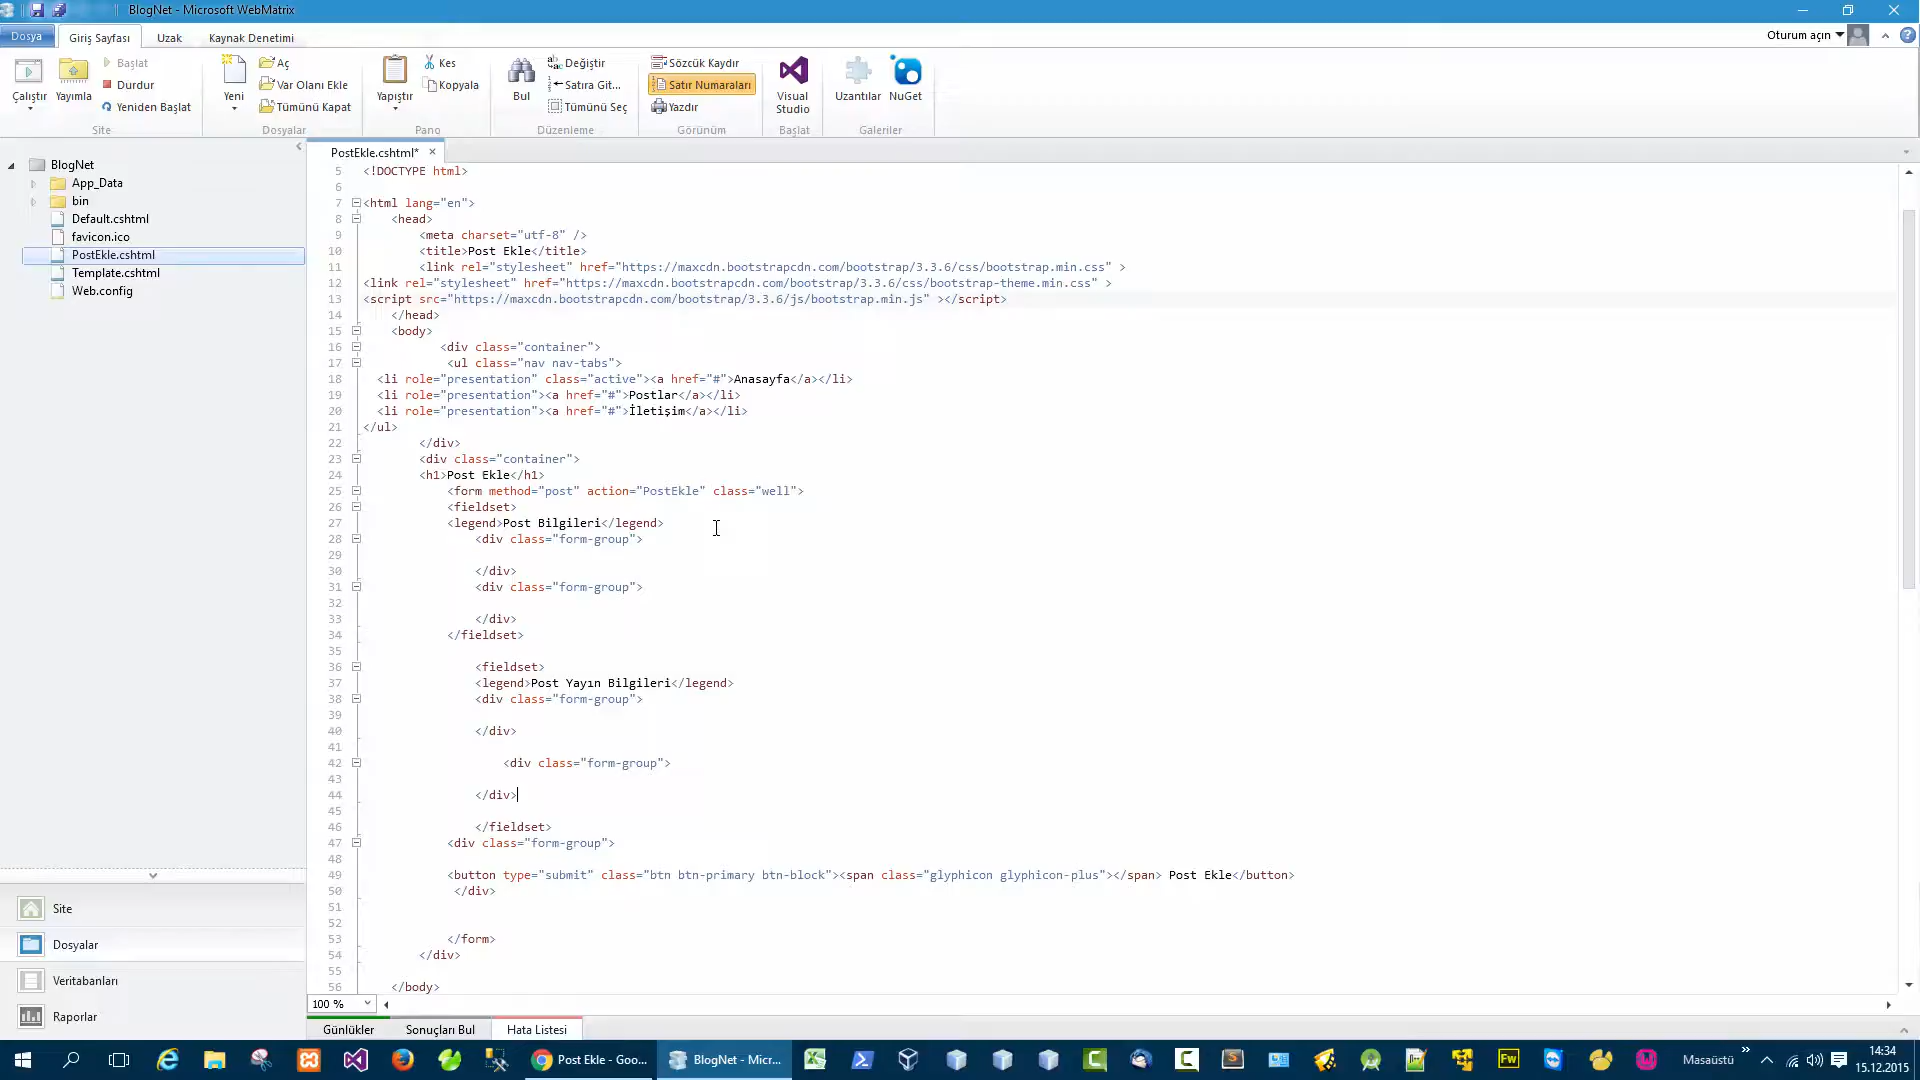 BlogNet - Microsoft WebMatrix
Dosya
Giriş Sayfası
Uzak
Kaynak Denetimi
Oturum açın
Çalıştır
Yayımla
Başlat
Durdur
Yeniden Başlat
Site
Yeni
Aç
Var Olanı Ekle
Tümünü Kapat
Dosyalar
Yapıştır
Kes
Kopyala
Pano
Bul
Değiştir
Satıra Git...
Tümünü Seç
Düzenleme
Sözcük Kaydır
Satır Numaraları
Yazdır
Görünüm
Visual
Studio
Başlat
Uzantılar
NuGet
Galeriler
BlogNet
App_Data
bin
Default.cshtml
favicon.ico
PostEkle.cshtml
Template.cshtml
Web.config
Site
Dosyalar
Veritabanları
Raporlar
PostEkle.cshtml*
5 <!DOCTYPE html>
6
7 <html lang="en">
8 <head>
9 <meta charset="utf-8" />
10 <title>Post Ekle</title>
11 <link rel="stylesheet" href="https://maxcdn.bootstrapcdn.com/bootstrap/3.3.6/css/bootstrap.min.css" >
12 <link rel="stylesheet" href="https://maxcdn.bootstrapcdn.com/bootstrap/3.3.6/css/bootstrap-theme.min.css" >
13 <script src="https://maxcdn.bootstrapcdn.com/bootstrap/3.3.6/js/bootstrap.min.js" ></script>
14 </head>
15 <body>
16 <div class="container">
17 <ul class="nav nav-tabs">
18 <li role="presentation" class="active"><a href="#">Anasayfa</a></li>
19 <li role="presentation"><a href="#">Postlar</a></li>
20 <li role="presentation"><a href="#">İletişim</a></li>
21 </ul>
22 </div>
23 <div class="container">
24 <h1>Post Ekle</h1>
25 <form method="post" action="PostEkle" class="well">
26 <fieldset>
27 <legend>Post Bilgileri</legend>
28 <div class="form-group">
29
30 </div>
31 <div class="form-group">
32
33 </div>
34 </fieldset>
35
36 <fieldset>
37 <legend>Post Yayın Bilgileri</legend>
38 <div class="form-group">
39
40 </div>
41
42 <div class="form-group">
43
44 </div>
45
46 </fieldset>
47 <div class="form-group">
48
49 <button type="submit" class="btn btn-primary btn-block"><span class="glyphicon glyphicon-plus"></span> Post Ekle</button>
50 </div>
51
52
53 </form>
54 </div>
55
56 </body>
100 %
Günlükler
Sonuçları Bul
Hata Listesi
Post Ekle - Goo...
BlogNet - Micr...
Fw
Masaüstü
14:34
15.12.2015